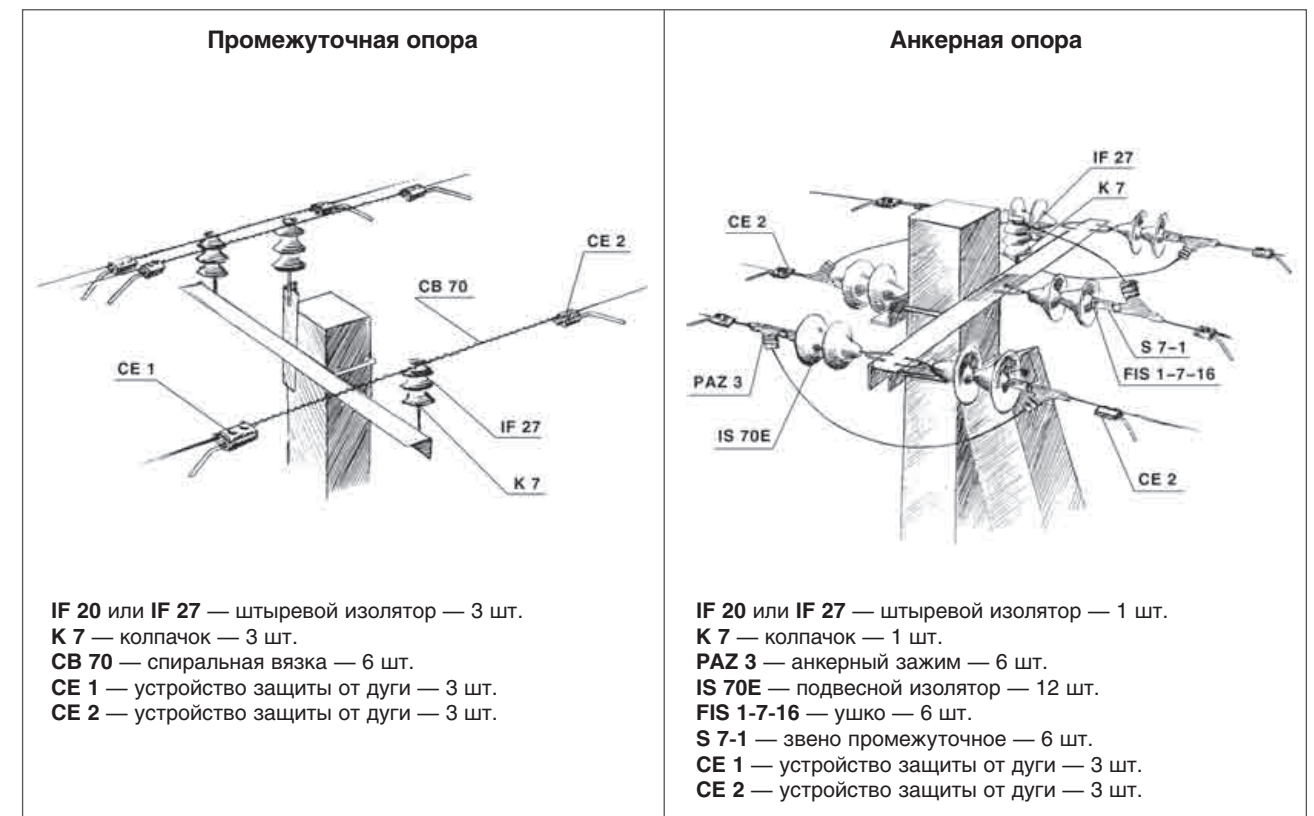 Промежуточная опора
CE 2
CB 70
CE 1
IF 27
K 7
IF 20 или IF 27 — штыревой изолятор — 3 шт.
K 7 — колпачок — 3 шт.
CB 70 — спиральная вязка — 6 шт.
CE 1 — устройство защиты от дуги — 3 шт.
CE 2 — устройство защиты от дуги — 3 шт.
Анкерная опора
IF 27
K 7
CE 2
S 7-1
FIS 1-7-16
PAZ 3
IS 70E
CE 2
IF 20 или IF 27 — штыревой изолятор — 1 шт.
K 7 — колпачок — 1 шт.
PAZ 3 — анкерный зажим — 6 шт.
IS 70E — подвесной изолятор — 12 шт.
FIS 1-7-16 — ушко — 6 шт.
S 7-1 — звено промежуточное — 6 шт.
CE 1 — устройство защиты от дуги — 3 шт.
CE 2 — устройство защиты от дуги — 3 шт.